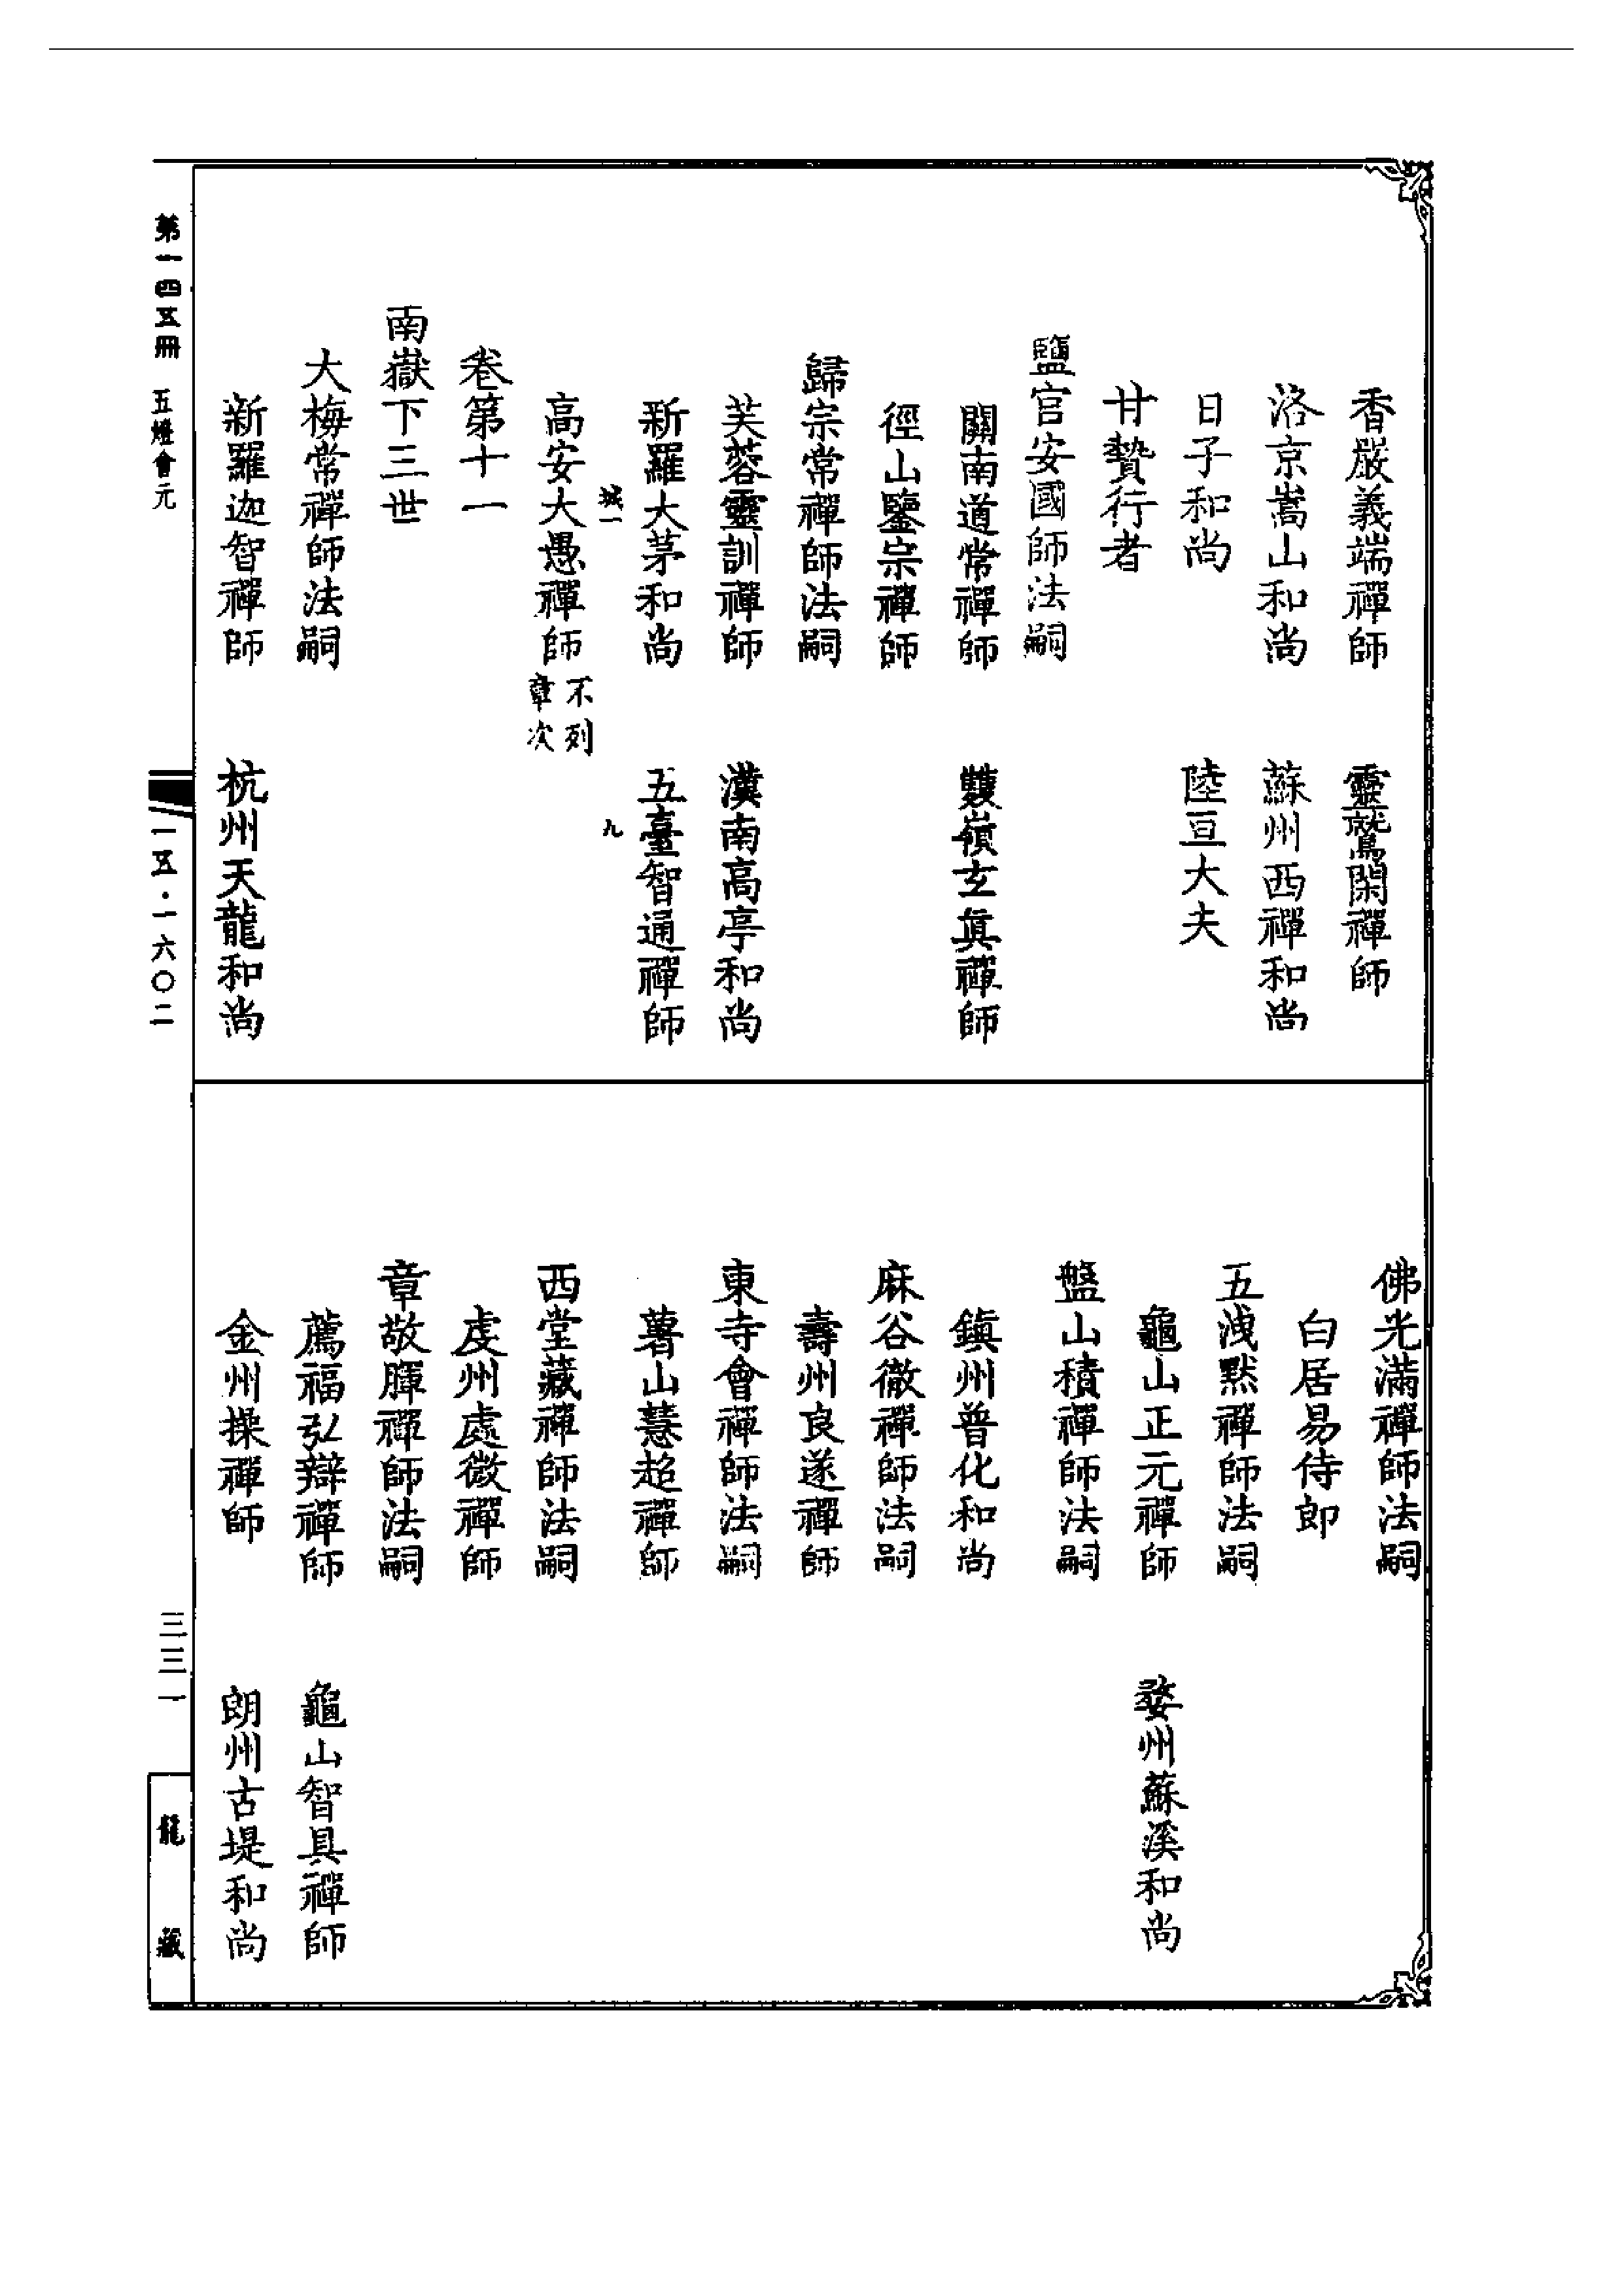 香嚴義端禪師　靈鷲閑禪師
洛京嵩山和尚　蘇州西禪和尚
日子和尚　陸亘大夫
甘贄行者
鹽官安國師法嗣
關南道常禪師　雙嶺玄真禪師
徑山鑒宗禪師
歸宗常禪師法嗣
芙蓉靈訓禪師　漢南高亭和尚
新羅大茅和尚　五臺智通禪師
城一　九
高安大愚禪師不列章次
卷第十一
南嶽下三世
大梅常禪師法嗣
新羅迦智禪師　杭州天龍和尚
佛光滿禪師法嗣
白居易侍郎
五洩默禪師法嗣
龜山正元禪師　婺州蘇溪和尚
盤山積禪師法嗣
鎮州普化和尚
麻谷徹禪師法嗣
壽州良遂禪師
東寺會禪師法嗣
薯山慧超禪師
西堂藏禪師法嗣
虔州處微禪師
章敬暉禪師法嗣
薦福弘辯禪師　龜山智具禪師
金州操禪師　朗州古堤和尚
第一四五冊　五燈會元
一五・一六〇二
三三一
龍藏